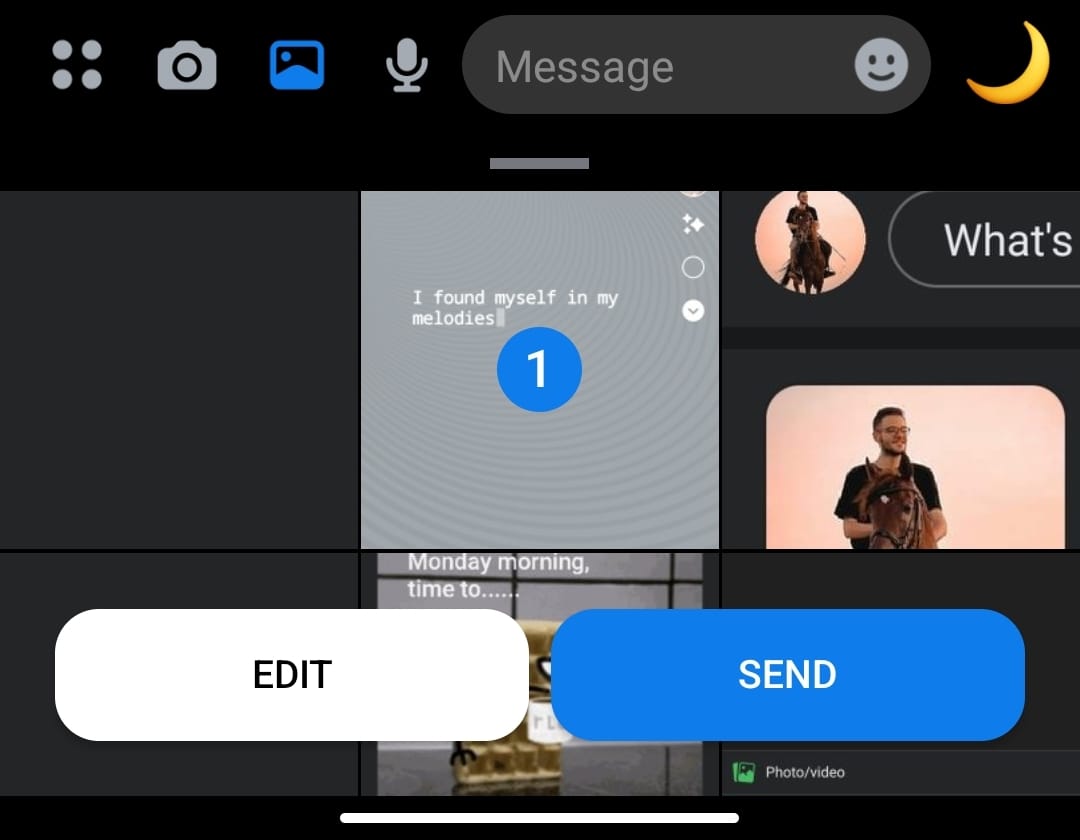 Message
What's
I found myself in my
melodies
1
Monday morning,
time to......
EDIT
SEND
Photo/video